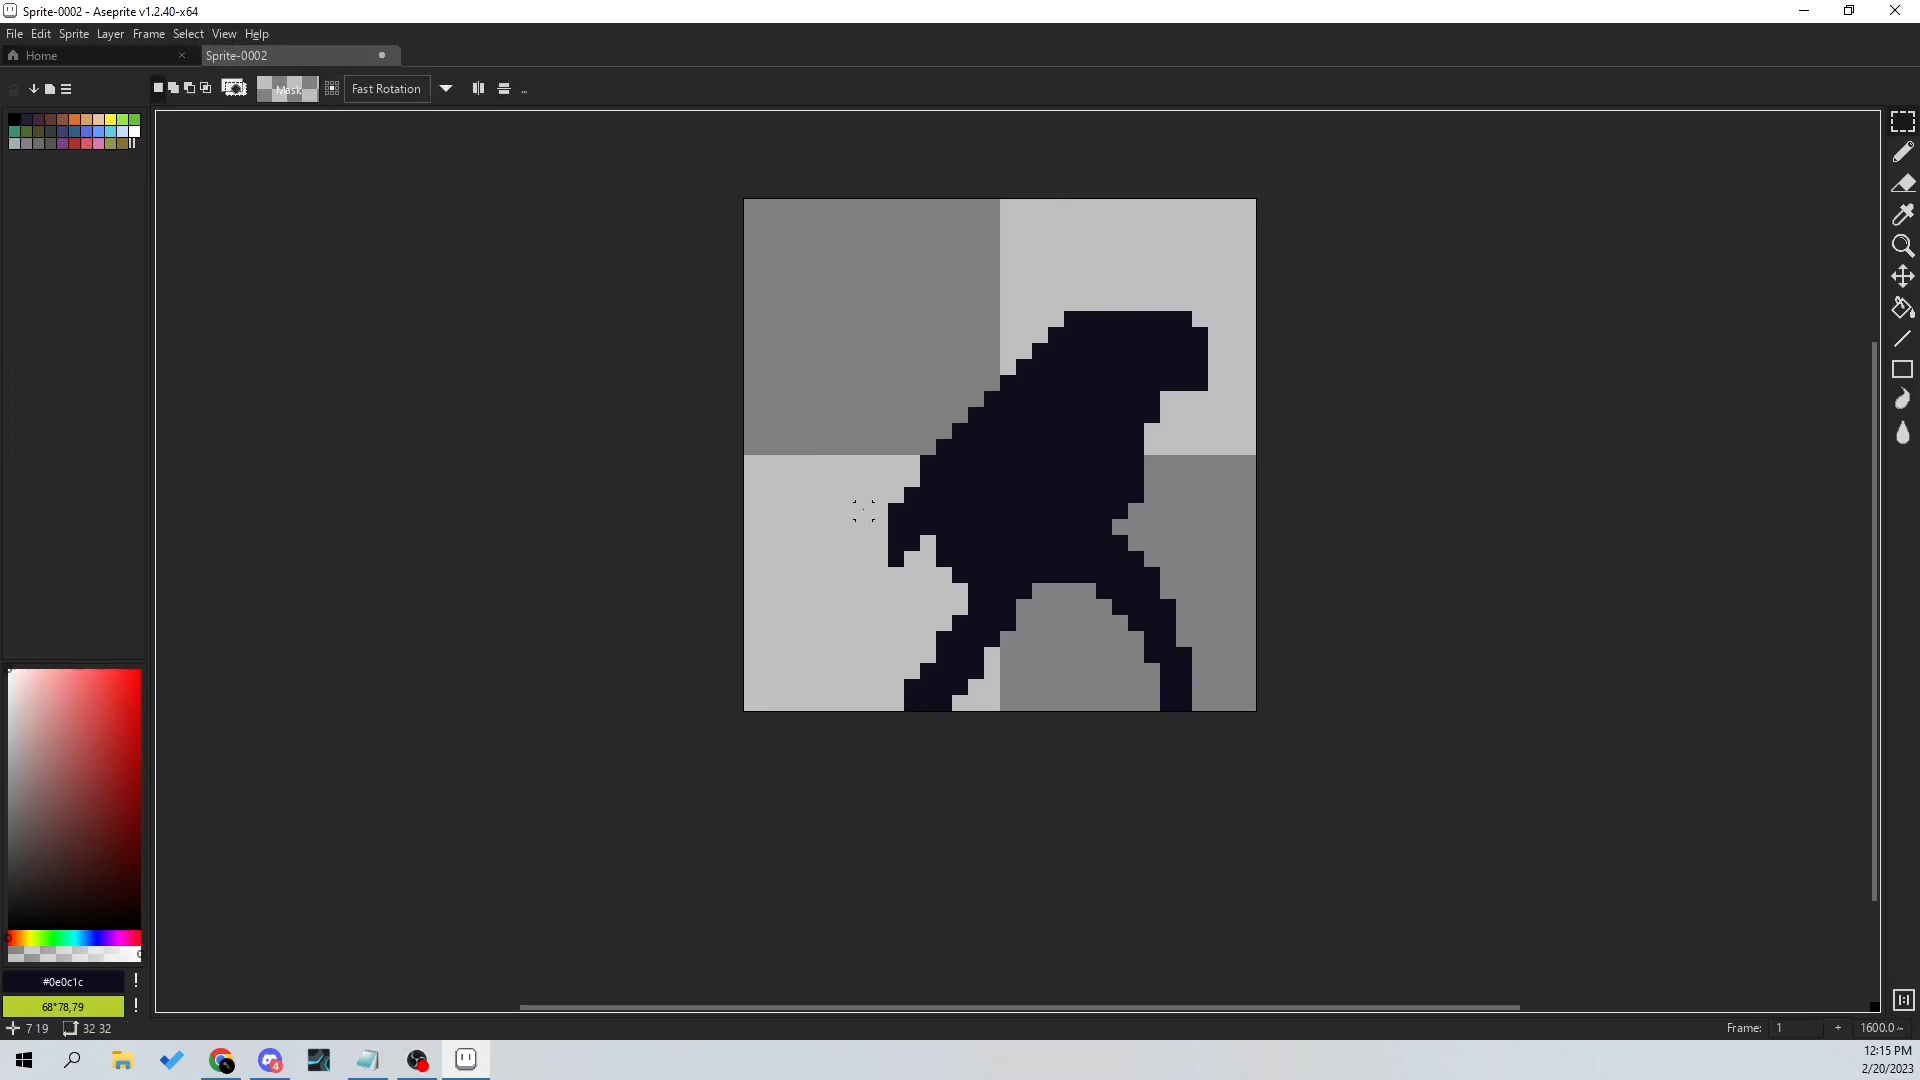 Sprite-0002 - Aseprite v1.2.40-x64
File Edit Sprite Layer Frame Select View Help
Home Sprite-0002
Mask Fast Rotation ...
#0e0c1c
68°78,79
7 19 32 32
Frame: 1 + 1600.0
4
12:15 PM
2/20/2023